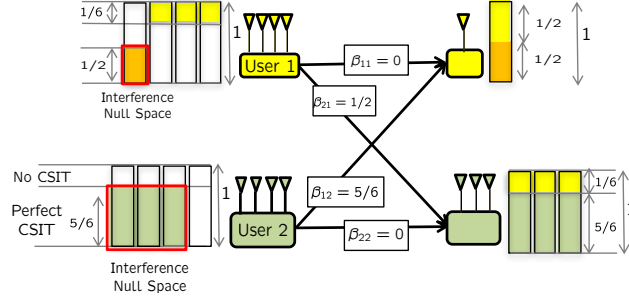 1/6
1
1/2
Interference
Null Space
User 1
β11 = 0
β21 = 1/2
1/2
1/2
1
No CSIT
Perfect
CSIT
5/6
1
Interference
Null Space
User 2
β12 = 5/6
β22 = 0
1/6
5/6